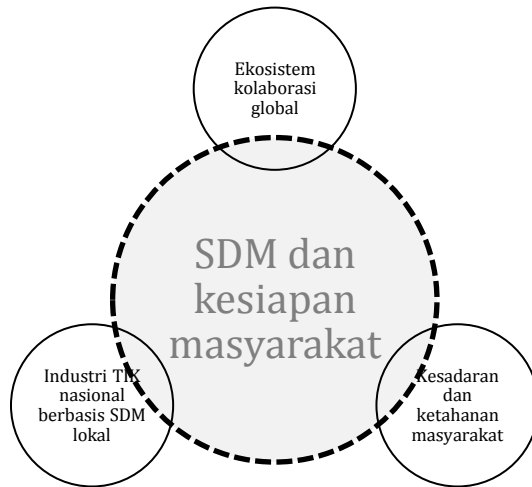 Ekosistem
kolaborasi
global
SDM dan
kesiapan
masyarakat
Industri TIK
nasional
berbasis SDM
lokal
Kesadaran
dan
ketahanan
masyarakat